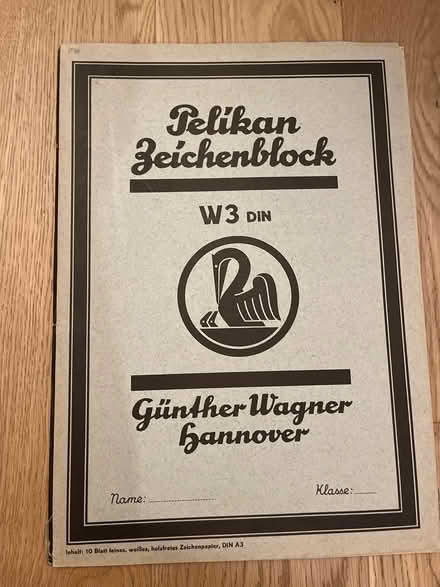 Pelikan
Zeichenblock
W3 DIN
Günther Wagner
Hannover
Name:
Klasse:
Inhalt: 10 Blatt feines, weißes, holzfreies Zeichenpapier, DIN A3